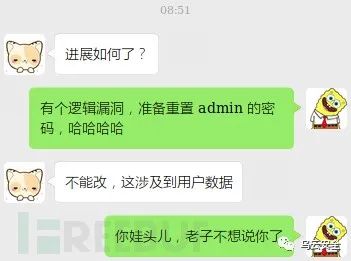 08:51
进展如何了？
有个逻辑漏洞，准备重置 admin 的密
码，哈哈哈哈
不能改，这涉及到用户数据
你娃头儿，老子不想说你了
REEBUF
乌云安全